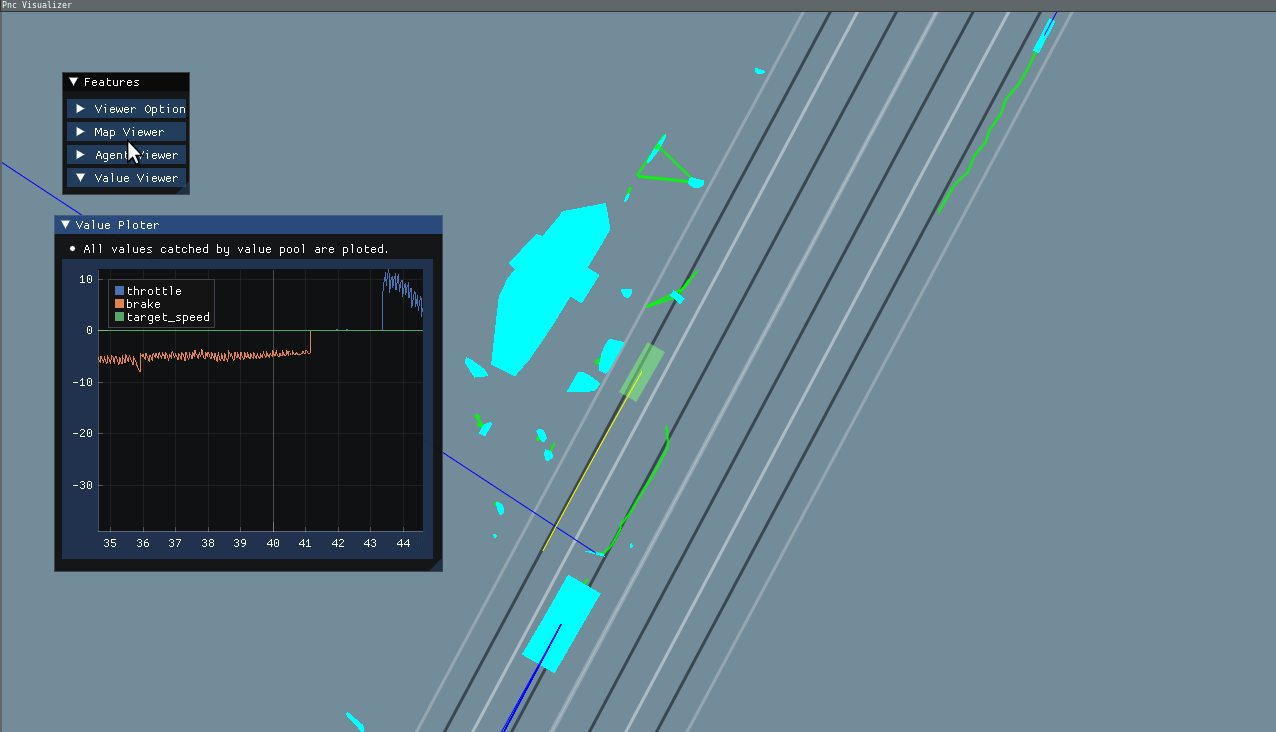 Pnc Visualizer
Features
Viewer Option
Map Viewer
Agent Viewer
Value Viewer
Value Ploter
All values catched by value pool are ploted.
throttle
brake
target_speed
10
0
-10
-20
-30
35 36 37 38 39 40 41 42 43 44